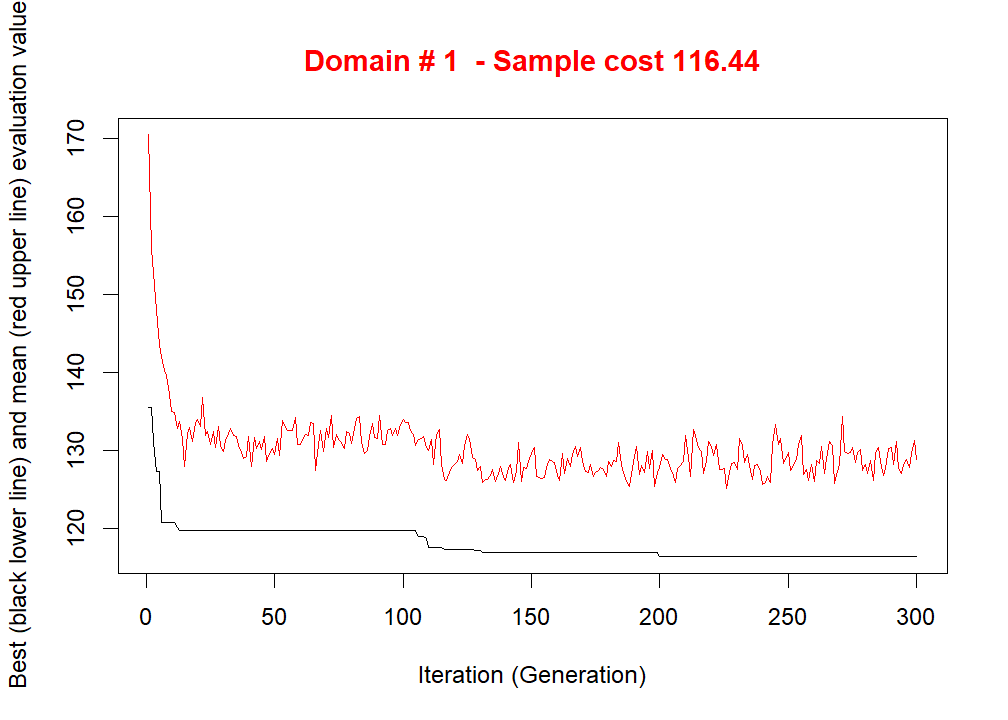 Domain # 1  - Sample cost 116.44
Best (black lower line) and mean (red upper line) evaluation value
170
160
150
140
130
120
0 50 100 150 200 250 300
Iteration (Generation)